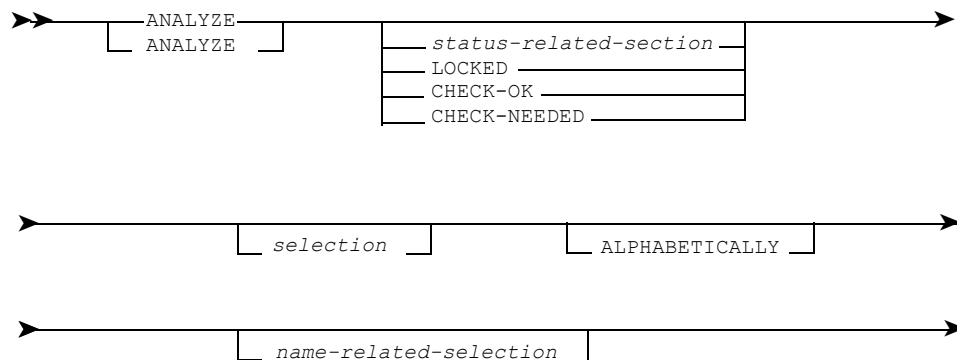 ANALYZE
ANALYZE
status-related-section
LOCKED
CHECK-OK
CHECK-NEEDED
selection
ALPHABETICALLY
name-related-selection